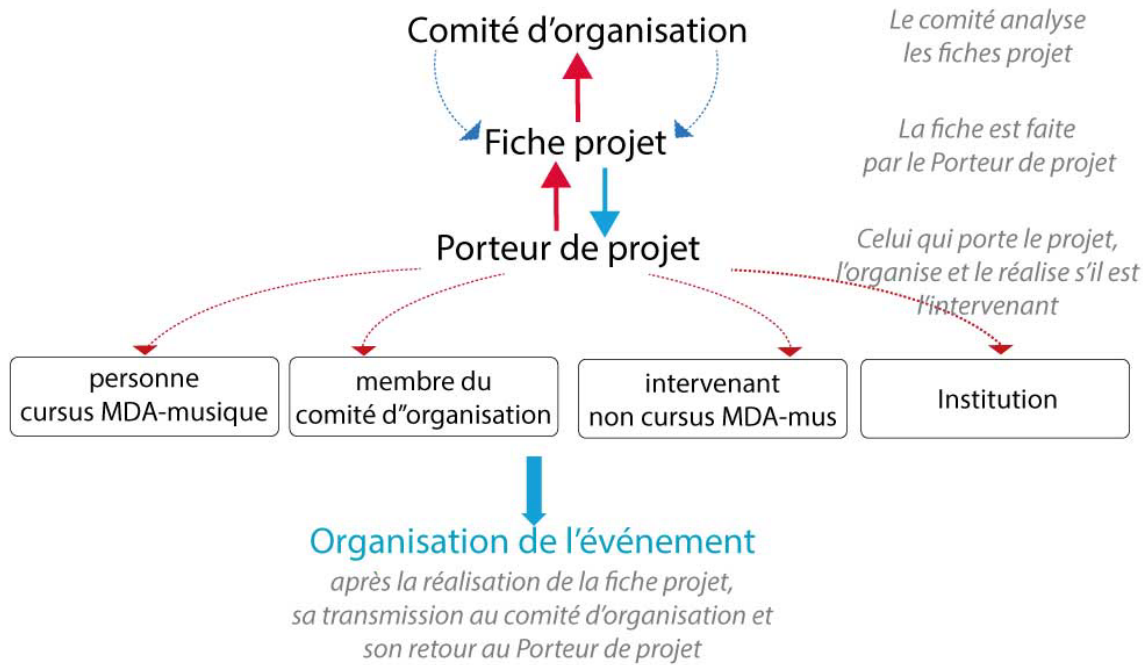 Comité d'organisation
Le comité analyse
les fiches projet
Fiche projet
La fiche est faite
par le Porteur de projet
Porteur de projet
Celui qui porte le projet,
l'organise et le réalise s'il est
l'intervenant
personne
cursus MDA-musique
membre du
comité d"organisation
intervenant
non cursus MDA-mus
Institution
Organisation de l'événement
après la réalisation de la fiche projet,
sa transmission au comité d'organisation et
son retour au Porteur de projet